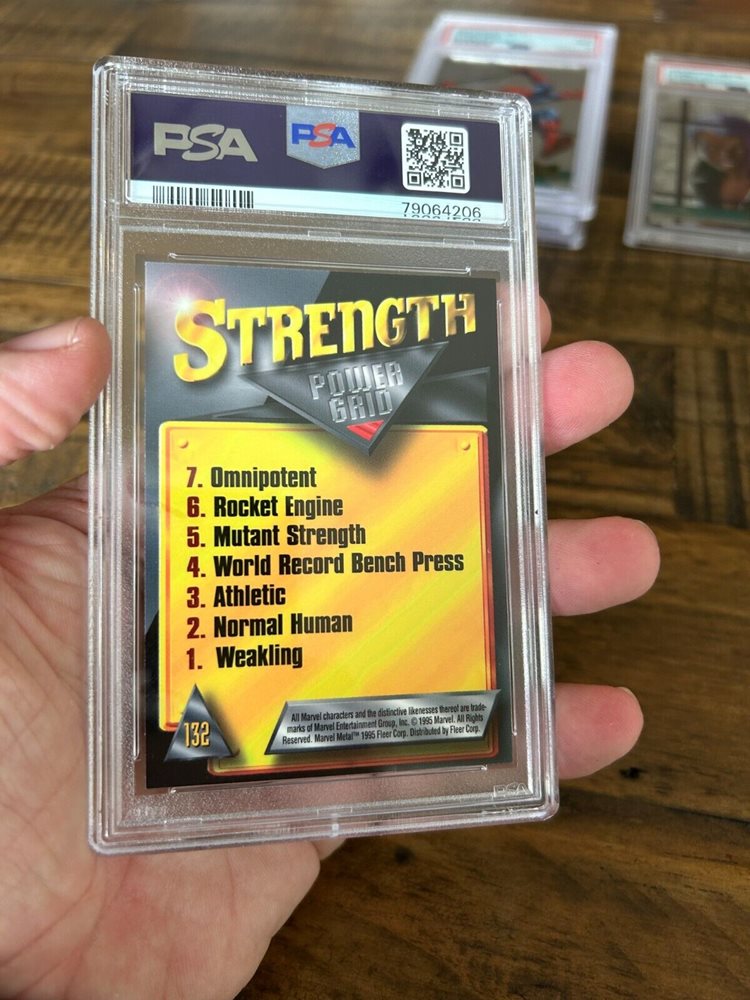 PSA PSA
79064206
STRENGTH
POWER
GRID
7. Omnipotent
6. Rocket Engine
5. Mutant Strength
4. World Record Bench Press
3. Athletic
2. Normal Human
1. Weakling
132
All Marvel characters and the distinctive likenesses thereof are trade-
marks of Marvel Entertainment Group, Inc. © 1995 Marvel. All Rights
Reserved. Marvel Metal™ 1995 Fleer Corp. Distributed by Fleer Corp.
PSA